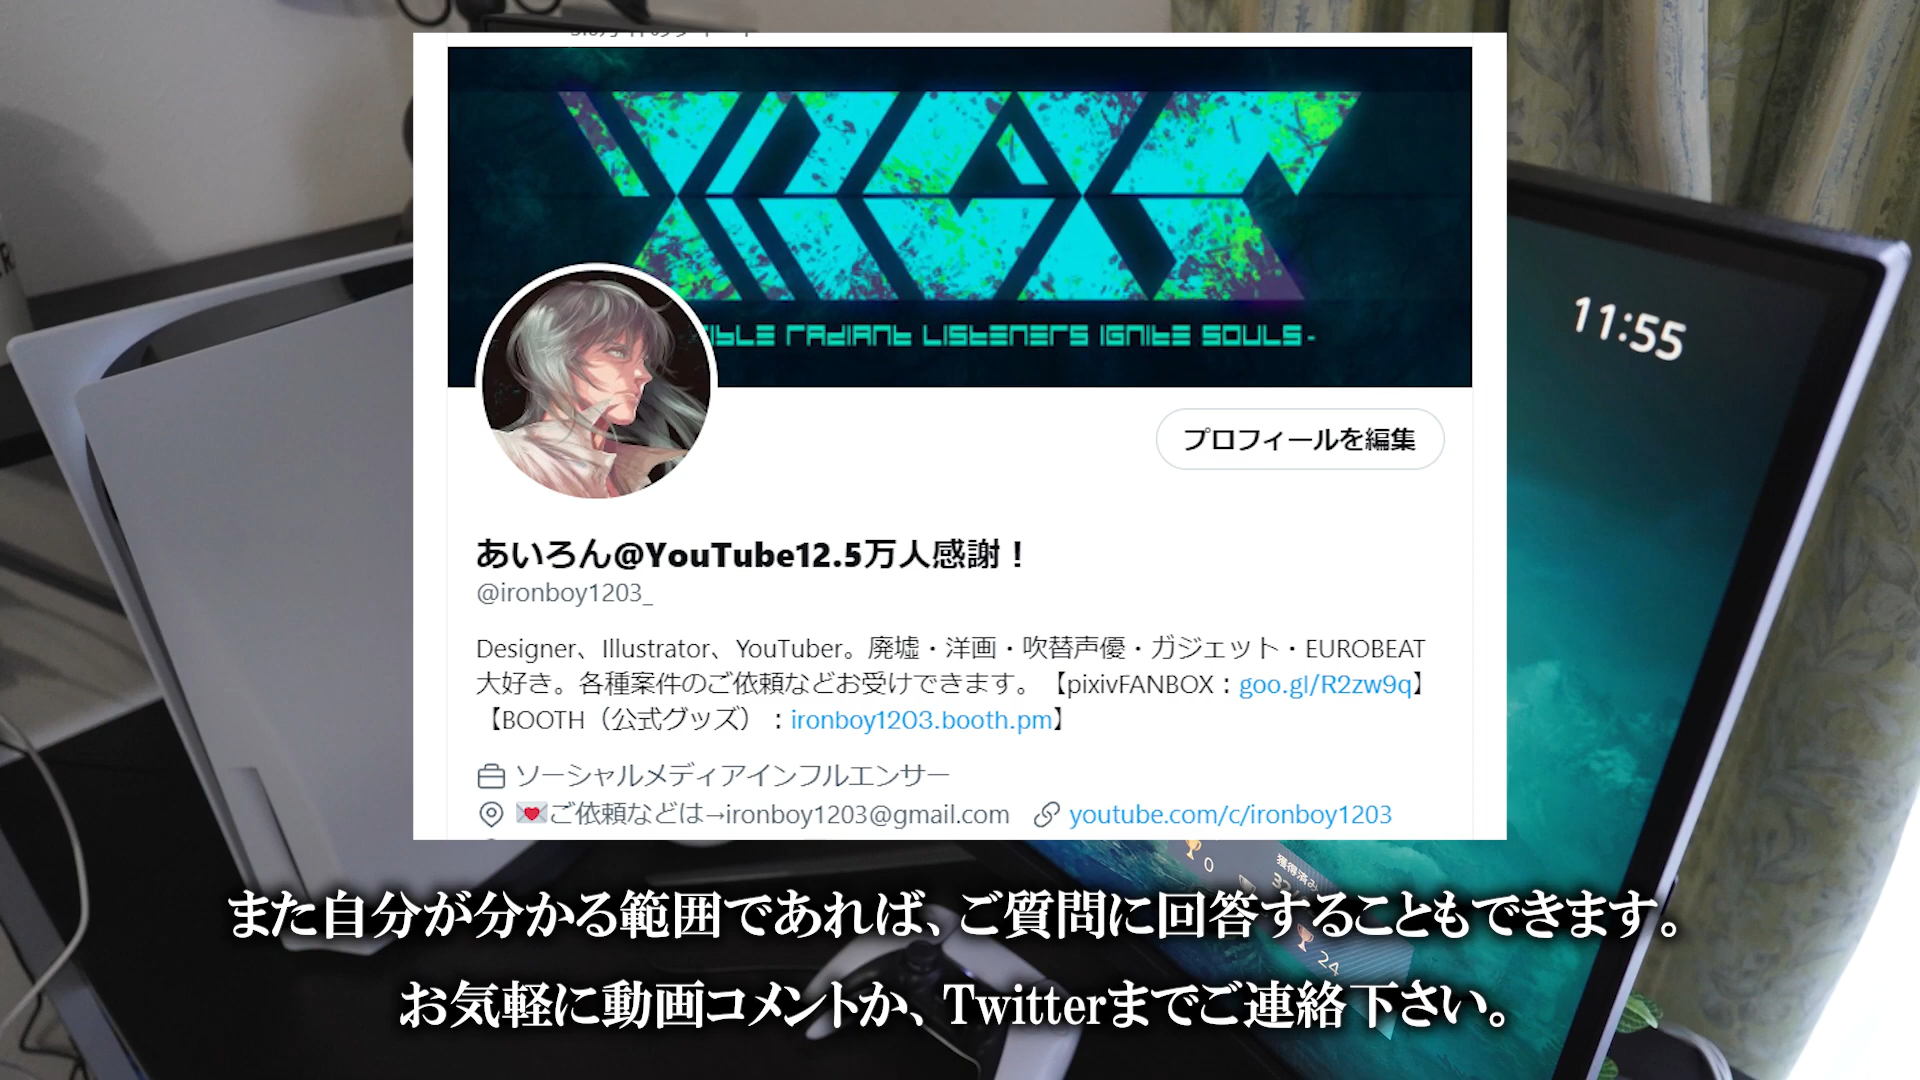 IBLE RADIANT LISTENERS IGNITE SOULS-
プロフィールを編集
あいろん@YouTube12.5万人感謝！
@ironboy1203_
Designer、Illustrator、YouTuber。廃墟・洋画・吹替声優・ガジェット・EUROBEAT
大好き。各種案件のご依頼などお受けできます。【pixivFANBOX：goo.gl/R2zw9q】
【BOOTH（公式グッズ）：ironboy1203.booth.pm】
ソーシャルメディアインフルエンサー
💌ご依頼などは→ironboy1203@gmail.com youtube.com/c/ironboy1203
11:55
0
獲得済み
24
また自分が分かる範囲であれば、ご質問に回答することもできます。
お気軽に動画コメントか、Twitterまでご連絡下さい。